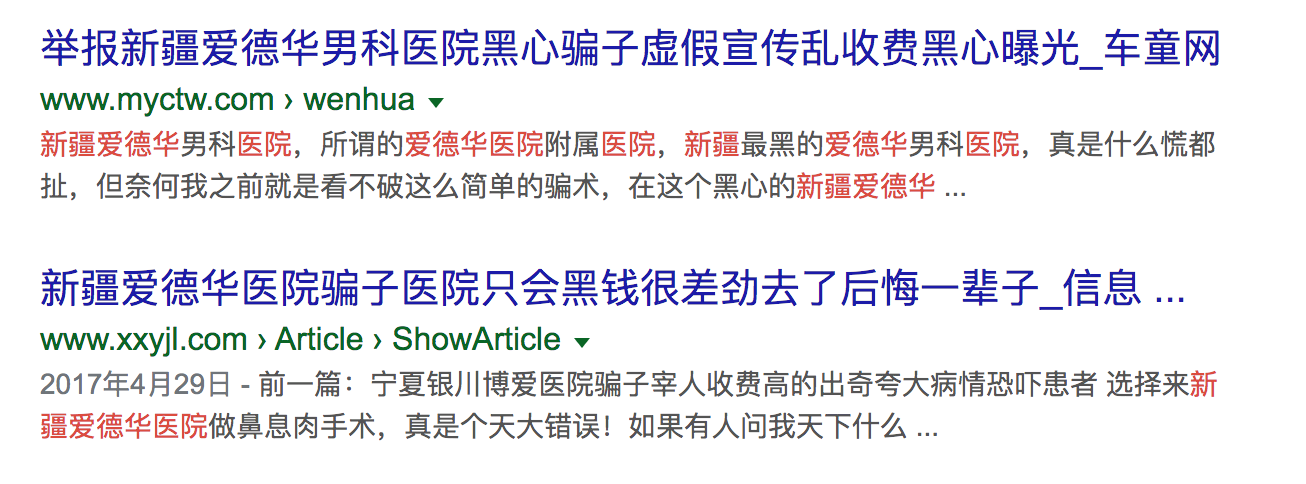 举报新疆爱德华男科医院黑心骗子虚假宣传乱收费黑心曝光_车童网
www.myctw.com › wenhua
新疆爱德华男科医院，所谓的爱德华医院附属医院，新疆最黑的爱德华男科医院，真是什么慌都
扯，但奈何我之前就是看不破这么简单的骗术，在这个黑心的新疆爱德华 ...
新疆爱德华医院骗子医院只会黑钱很差劲去了后悔一辈子_信息 ...
www.xxyjl.com › Article › ShowArticle
2017年4月29日 - 前一篇：宁夏银川博爱医院骗子宰人收费高的出奇夸大病情恐吓患者 选择来新
疆爱德华医院做鼻息肉手术，真是个天大错误！如果有人问我天下什么 ...